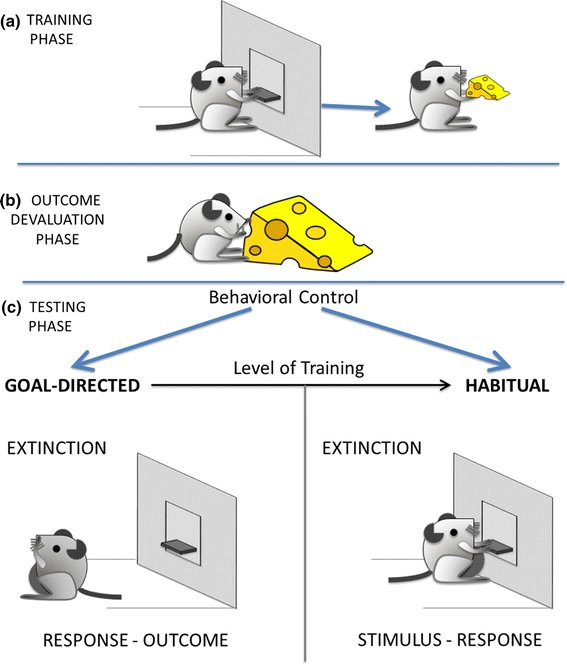 (a) TRAINING
PHASE
(b) OUTCOME
DEVALUATION
PHASE
Behavioral Control
(c) TESTING
PHASE
Level of Training
GOAL-DIRECTED
HABITUAL
EXTINCTION
EXTINCTION
RESPONSE - OUTCOME
STIMULUS - RESPONSE